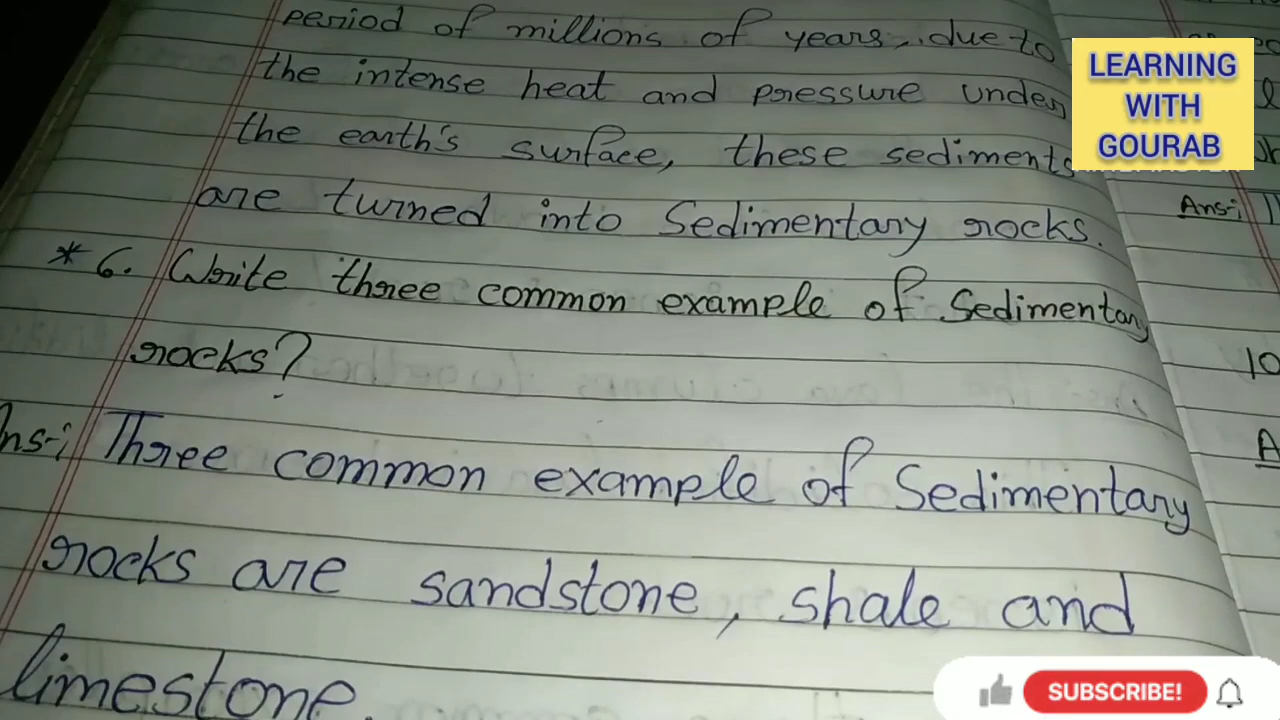 period of millions of years, due to
the intense heat and pressure under
the earth's surface, these sediments
are turned into Sedimentary rocks.
* 6. Write three common example of Sedimentary
rocks?
Ans-; Three common example of Sedimentary
rocks are sandstone, shale and
limestone.
LEARNING
WITH
GOURAB
Ans-;
10
A
SUBSCRIBE!